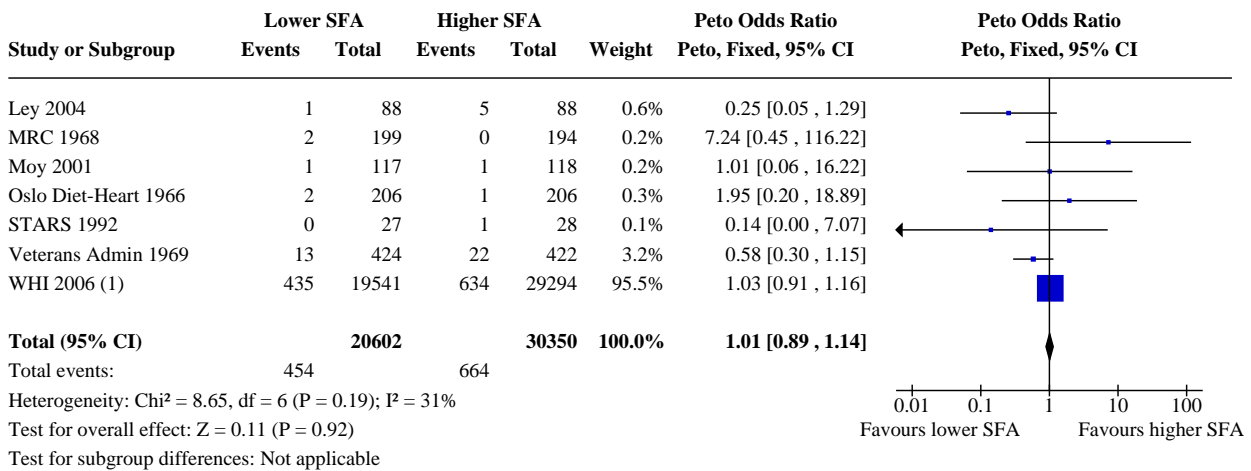 Lower SFA Higher SFA Peto Odds Ratio Peto Odds Ratio
Study or Subgroup Events Total Events Total Weight Peto, Fixed, 95% CI Peto, Fixed, 95% CI
Ley 2004 1 88 5 88 0.6% 0.25 [0.05 , 1.29]
MRC 1968 2 199 0 194 0.2% 7.24 [0.45 , 116.22]
Moy 2001 1 117 1 118 0.2% 1.01 [0.06 , 16.22]
Oslo Diet-Heart 1966 2 206 1 206 0.3% 1.95 [0.20 , 18.89]
STARS 1992 0 27 1 28 0.1% 0.14 [0.00 , 7.07]
Veterans Admin 1969 13 424 22 422 3.2% 0.58 [0.30 , 1.15]
WHI 2006 (1) 435 19541 634 29294 95.5% 1.03 [0.91 , 1.16]
Total (95% CI) 20602 30350 100.0% 1.01 [0.89 , 1.14]
Total events: 454 664
Heterogeneity: Chi² = 8.65, df = 6 (P = 0.19); I² = 31%
0.01 0.1 1 10 100
Test for overall effect: Z = 0.11 (P = 0.92)
Favours lower SFA Favours higher SFA
Test for subgroup differences: Not applicable